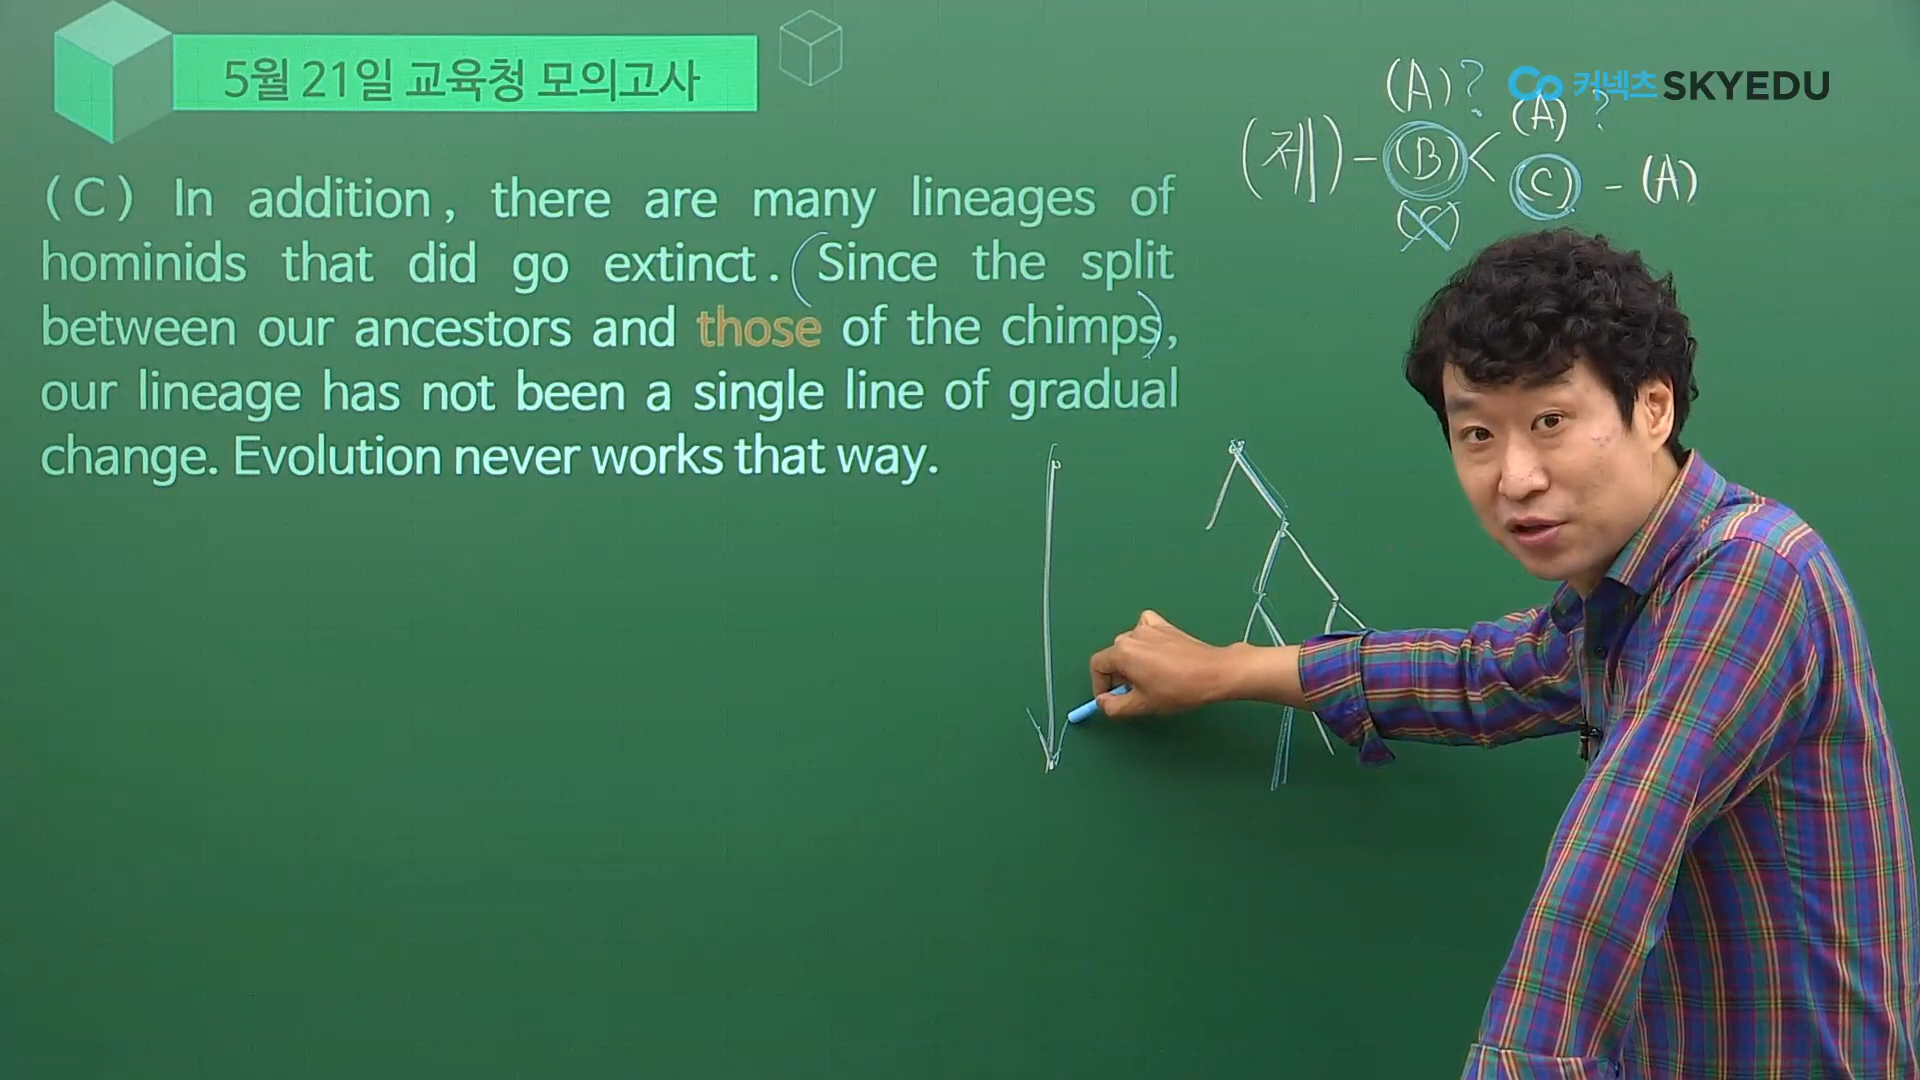 5월 21일 교육청 모의고사
커넥츠 SKYEDU
(A)?
(A) ?
(제) - (B) < (C) - (A)
(C)
(C) In addition, there are many lineages of
hominids that did go extinct. (Since the split
between our ancestors and those of the chimps),
our lineage has not been a single line of gradual
change. Evolution never works that way.